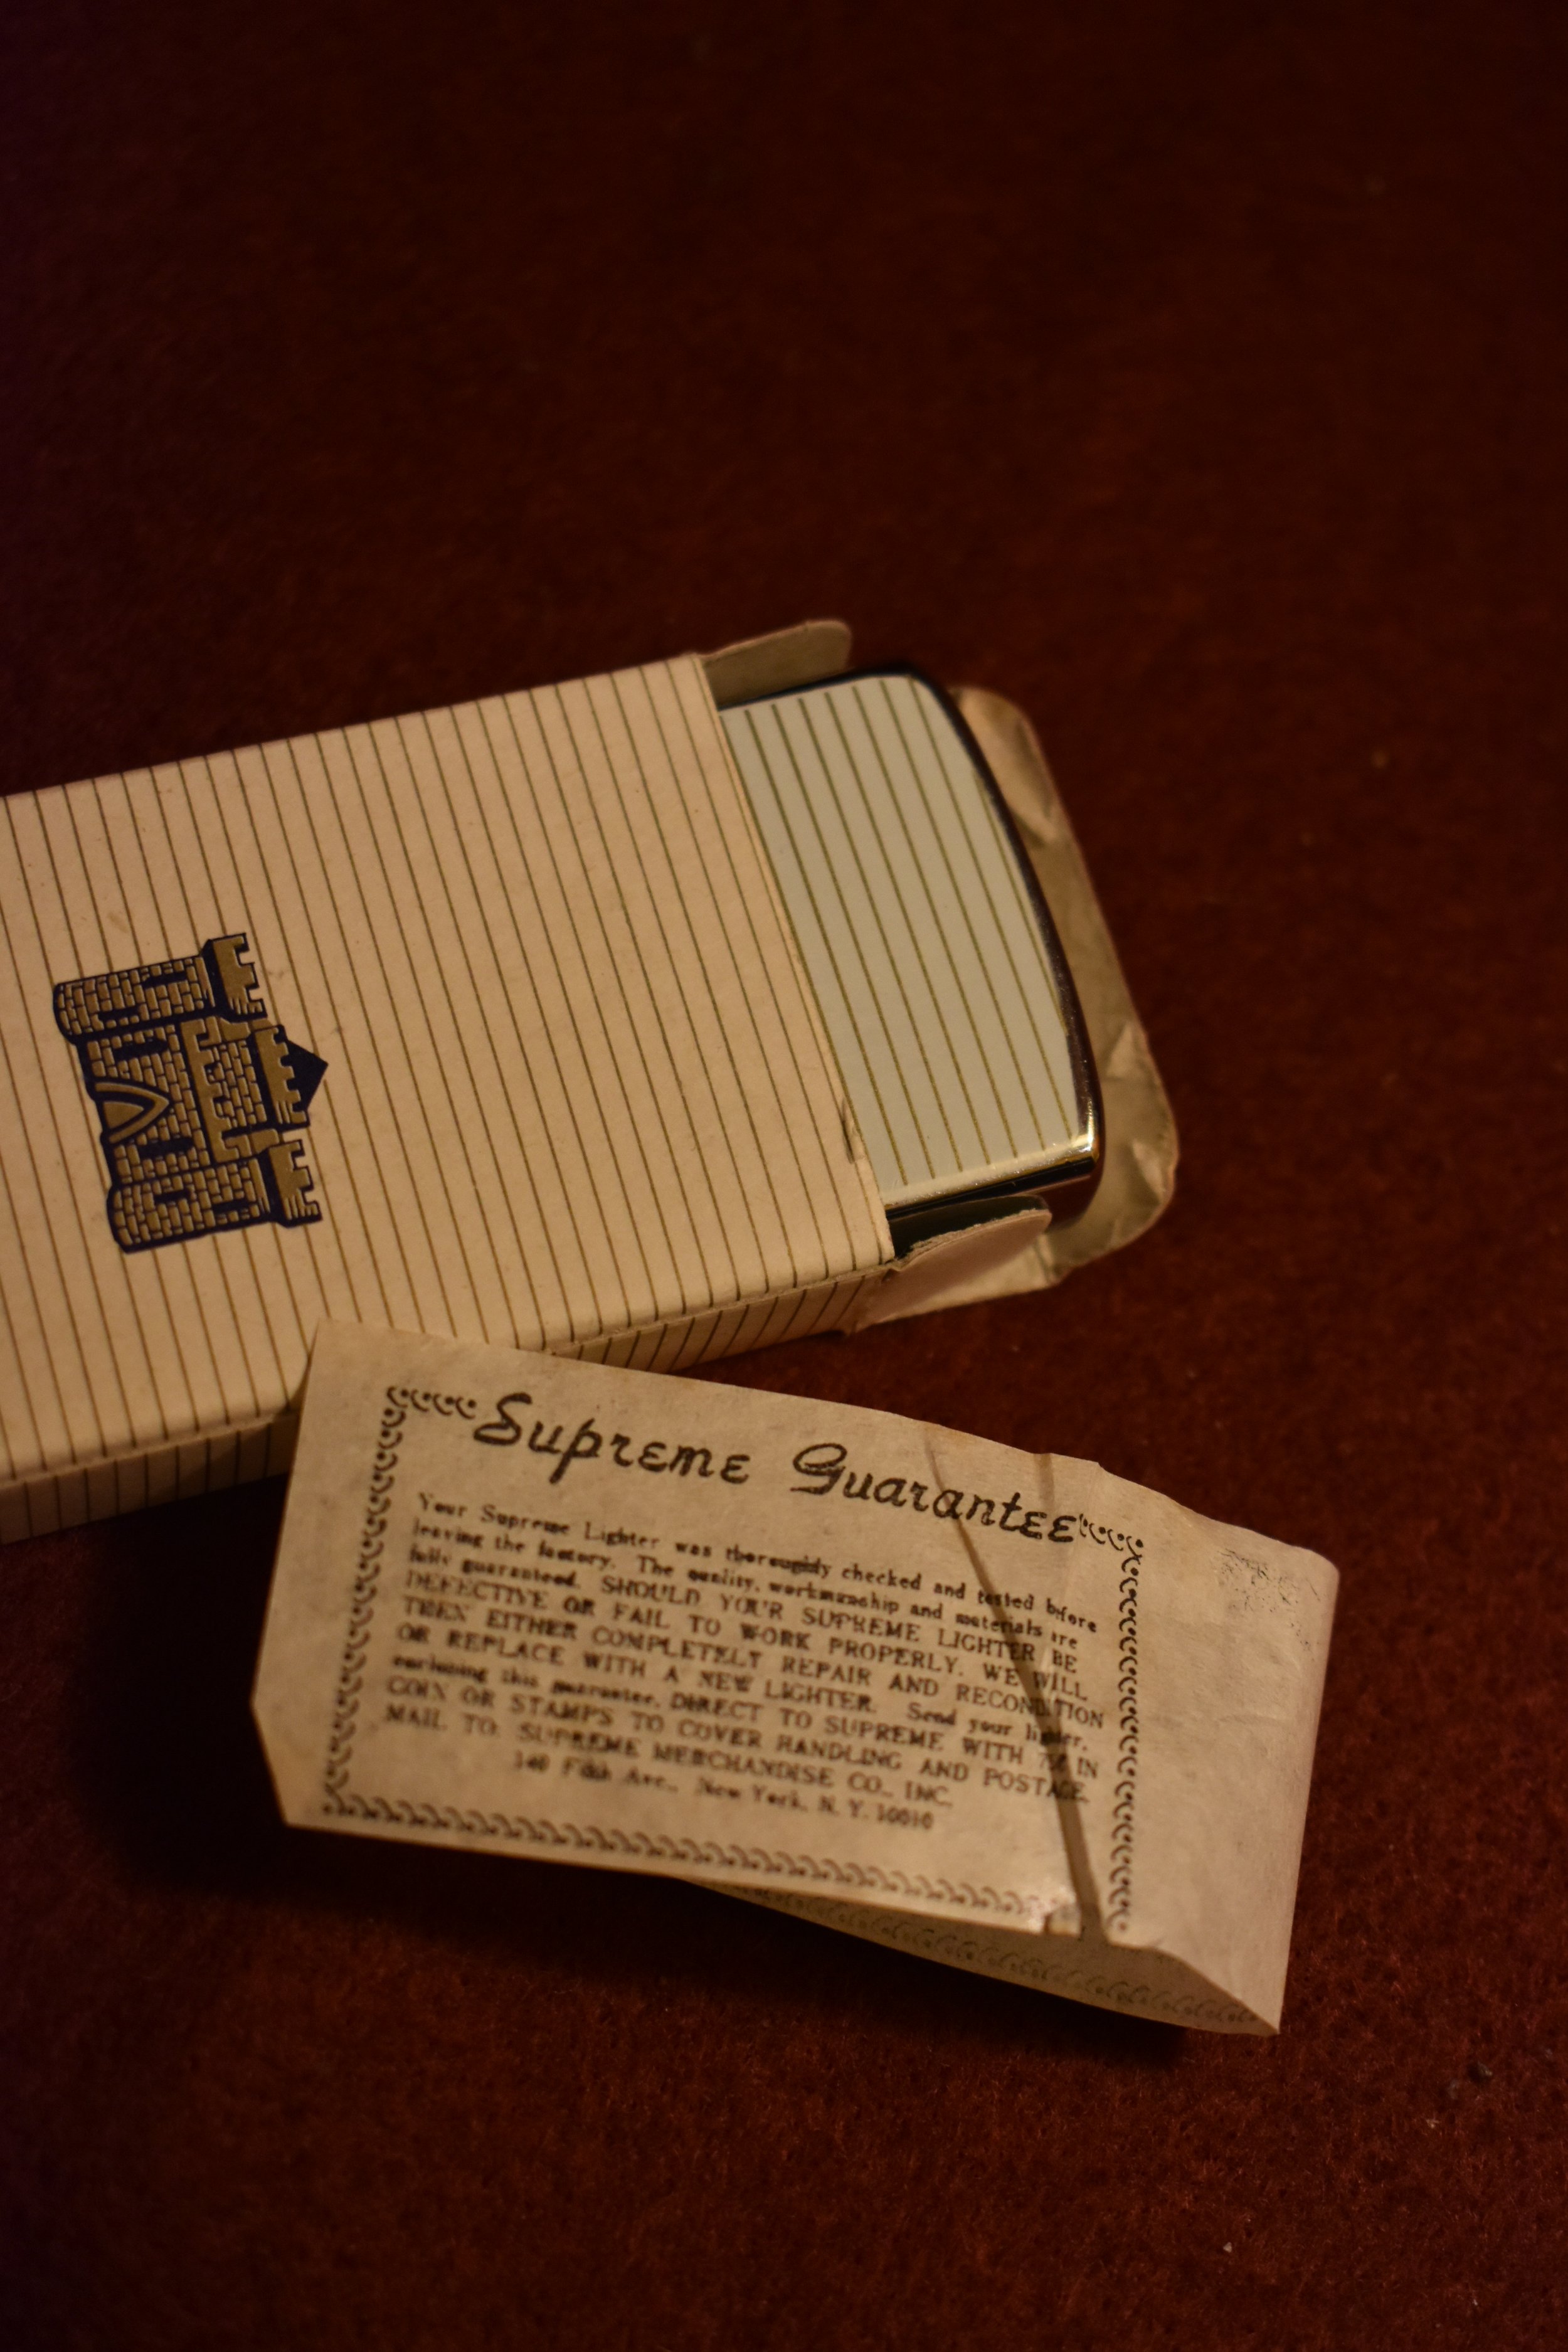 Supreme Guarantee
Your Supreme Lighter was thoroughly checked and tested before
leaving the factory. The quality, workmanship and materials are
fully guaranteed. SHOULD YOUR SUPREME LIGHTER BE
DEFECTIVE OR FAIL TO WORK PROPERLY, WE WILL
THEN EITHER COMPLETELY REPAIR AND RECONDITION
OR REPLACE WITH A NEW LIGHTER. Send your lighter,
enclosing this guarantee, DIRECT TO SUPREME WITH IN
COIN OR STAMPS TO COVER HANDLING AND POSTAGE.
MAIL TO: SUPREME MERCHANDISE CO., INC.
140 Fifth Ave., New York, N. Y. 10010